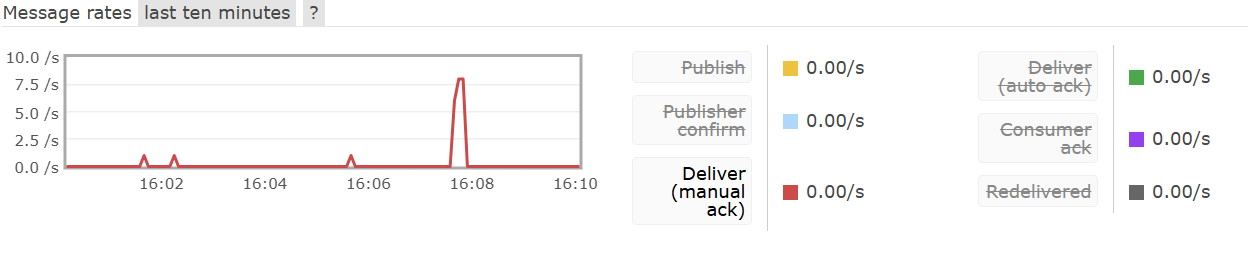 Message rates last ten minutes ?
10.0 /s
7.5 /s
5.0 /s
2.5 /s
0.0 /s
16:02 16:04 16:06 16:08 16:10
Publish 0.00/s
Publisher
confirm 0.00/s
Deliver
(manual
ack) 0.00/s
Deliver
(auto ack) 0.00/s
Consumer
ack 0.00/s
Redelivered 0.00/s